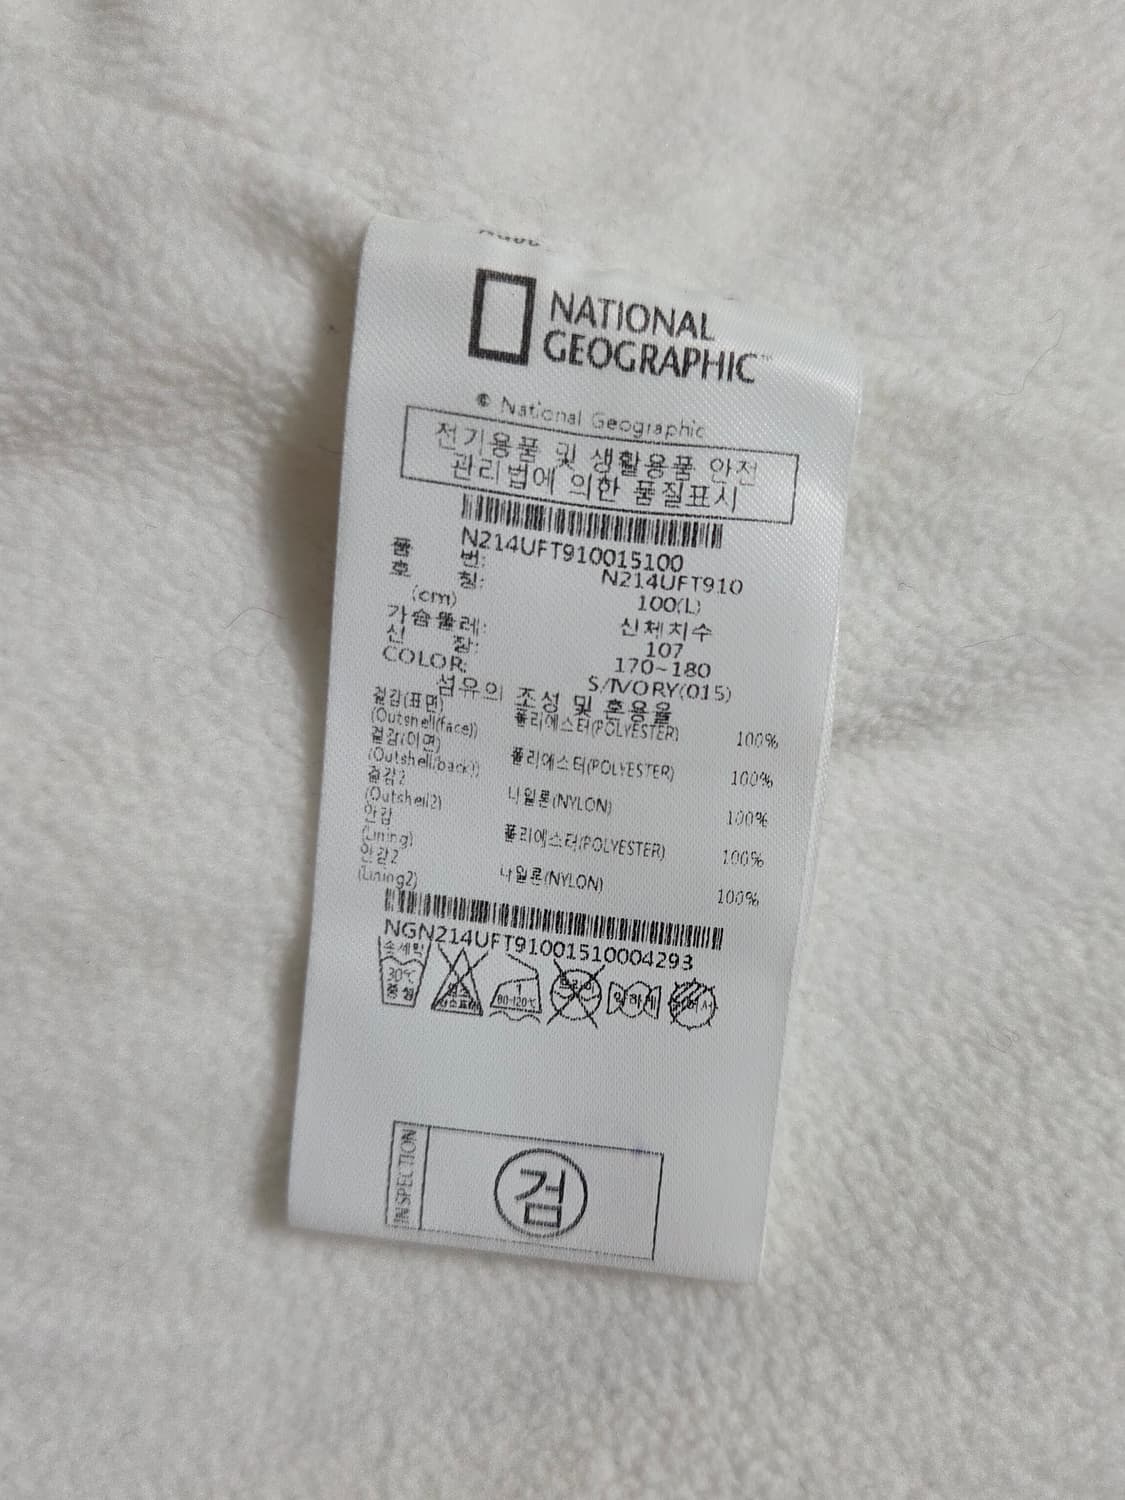 NATIONAL
GEOGRAPHIC™
© National Geographic
전기용품 및 생활용품 안전
관리법에 의한 품질표시
N214UFT910015100
품 번: N214UFT910
호 칭: 100(L)
(cm) 신체치수
가슴둘레: 107
신 장: 170~180
COLOR: S/IVORY(015)
섬유의 조성 및 혼용율
겉감(표면) 폴리에스터(POLYESTER) 100%
(Outshell(face))
겉감(이면) 폴리에스터(POLYESTER) 100%
(Outshell(back))
겉감2 나일론(NYLON) 100%
(Outshell2)
안감 폴리에스터(POLYESTER) 100%
(Lining)
안감2 나일론(NYLON) 100%
(Lining2)
NGN214UFT91001510004293
손세탁
30℃
중성
1
80~120℃
약하게
INSPECTION
검